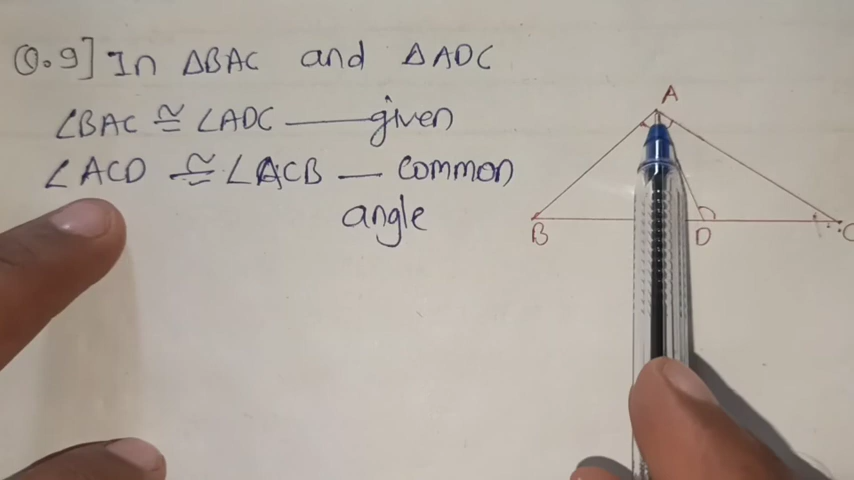 Q.9] In ΔBAC and ΔADC
∠BAC ≅ ∠ADC — given
∠ACD ≅ ∠ACB — common
angle
A
B
D
C